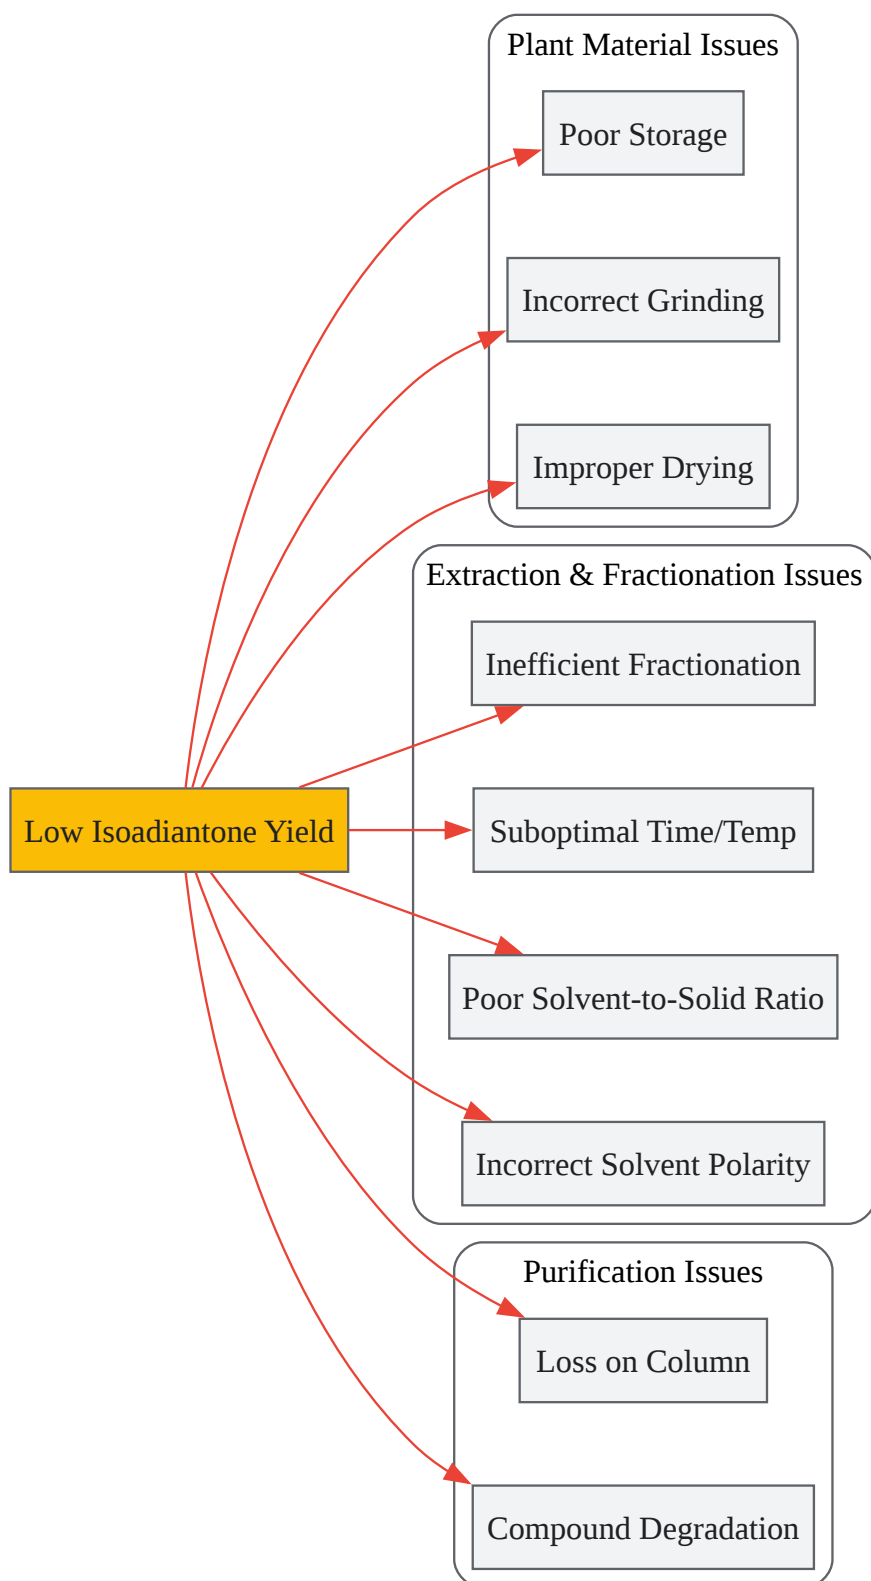 Plant Material Issues
Poor Storage
Incorrect Grinding
Improper Drying
Extraction & Fractionation Issues
Inefficient Fractionation
Low Isoadiantone Yield
Suboptimal Time/Temp
Poor Solvent-to-Solid Ratio
Incorrect Solvent Polarity
Purification Issues
Loss on Column
Compound Degradation